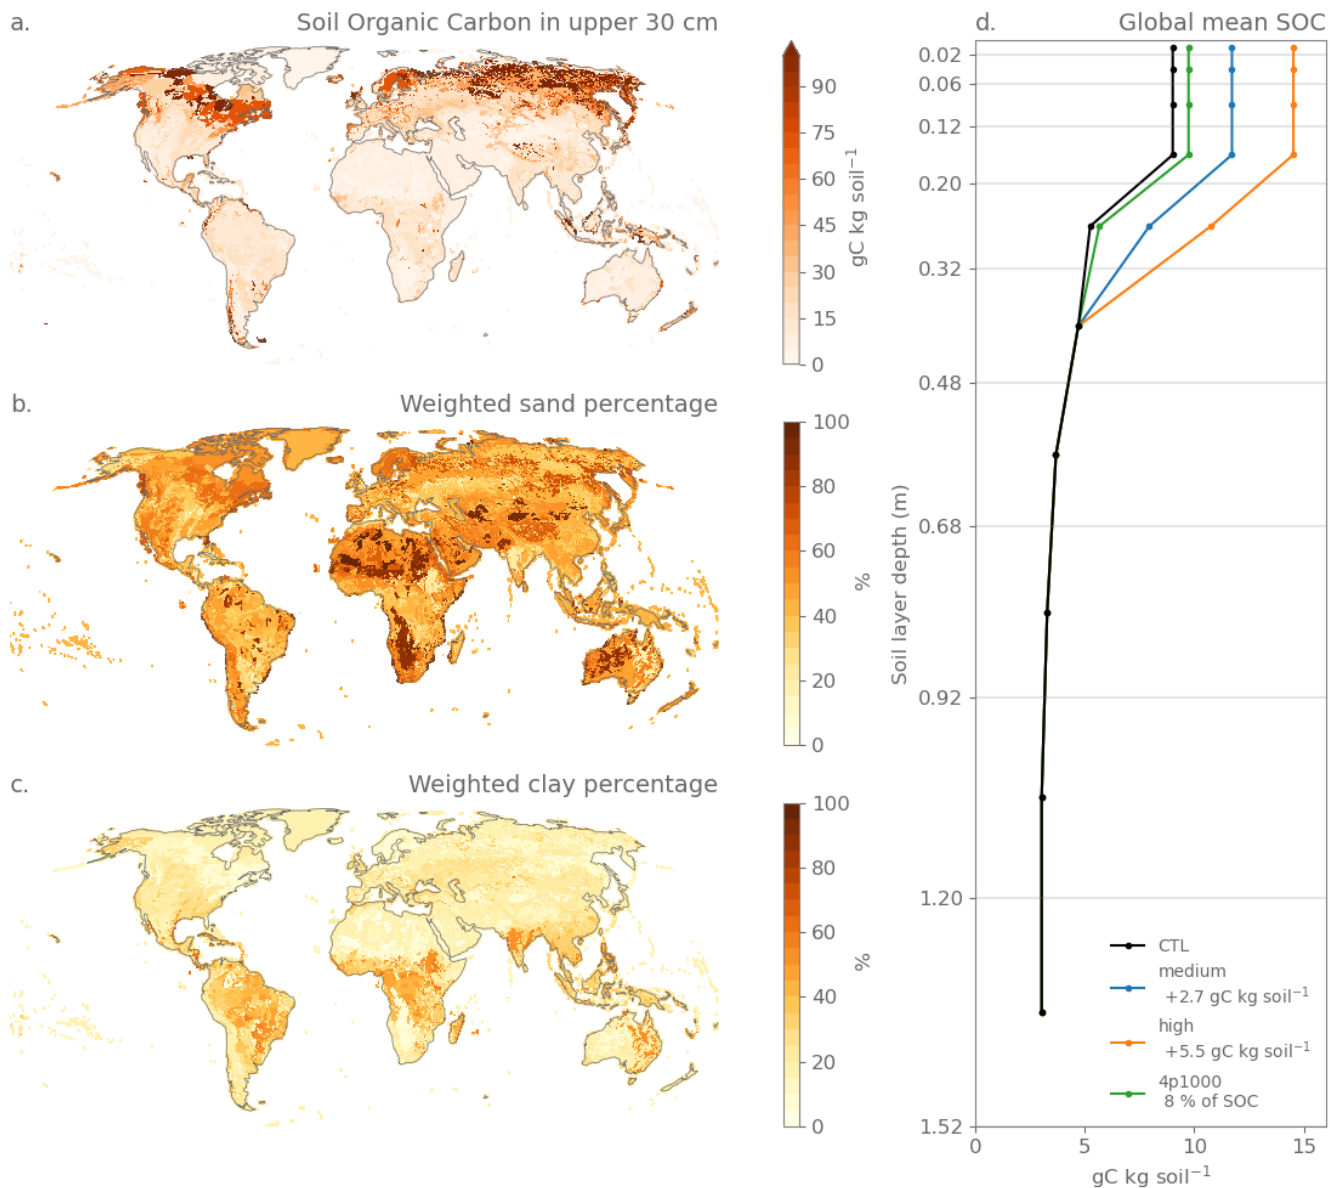 a.
Soil Organic Carbon in upper 30 cm
90
75
60
45
30
15
0
gC kg soil⁻¹
b.
Weighted sand percentage
100
80
60
40
20
0
%
c.
Weighted clay percentage
100
80
60
40
20
0
%
d.
Global mean SOC
0.02
0.06
0.12
0.20
0.32
0.48
0.68
0.92
1.20
1.52
Soil layer depth (m)
CTL
medium
+2.7 gC kg soil⁻¹
high
+5.5 gC kg soil⁻¹
4p1000
8 % of SOC
0
5
10
15
gC kg soil⁻¹